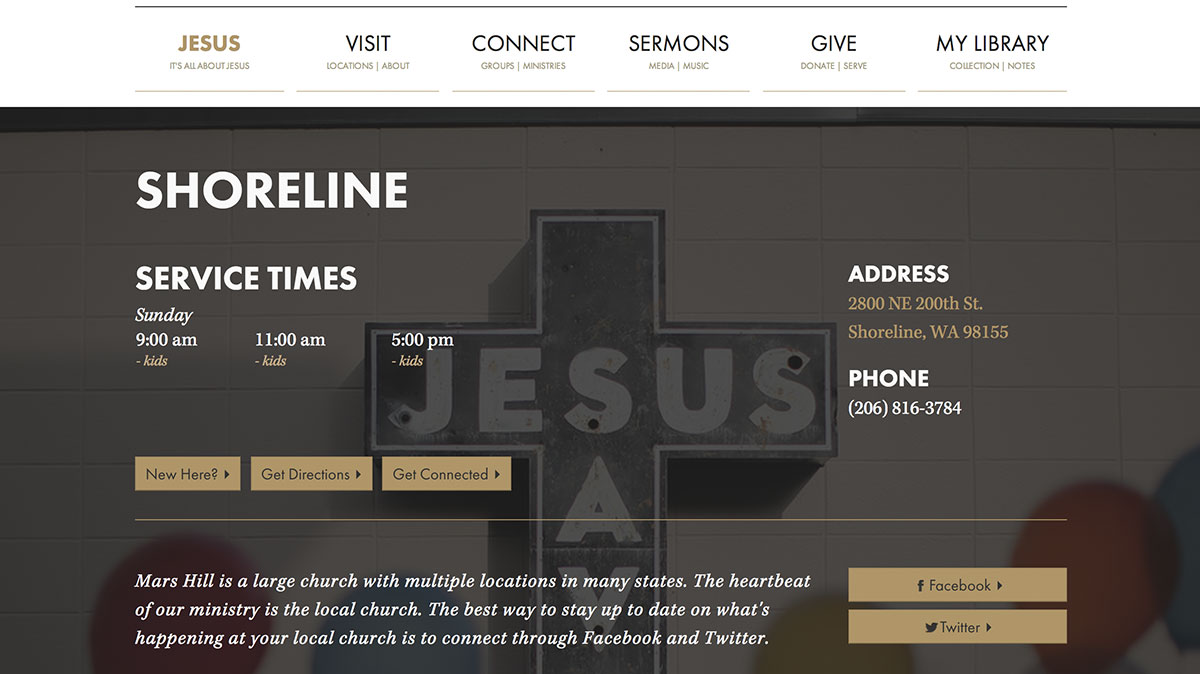 JESUS
IT'S ALL ABOUT JESUS
VISIT
LOCATIONS | ABOUT
CONNECT
GROUPS | MINISTRIES
SERMONS
MEDIA | MUSIC
GIVE
DONATE | SERVE
MY LIBRARY
COLLECTION | NOTES
SHORELINE
SERVICE TIMES
Sunday
9:00 am 11:00 am 5:00 pm
- kids - kids - kids
ADDRESS
2800 NE 200th St.
Shoreline, WA 98155
PHONE
(206) 816-3784
JESUS
SAV
New Here? Get Directions Get Connected
Mars Hill is a large church with multiple locations in many states. The heartbeat
of our ministry is the local church. The best way to stay up to date on what's
happening at your local church is to connect through Facebook and Twitter.
Facebook
Twitter